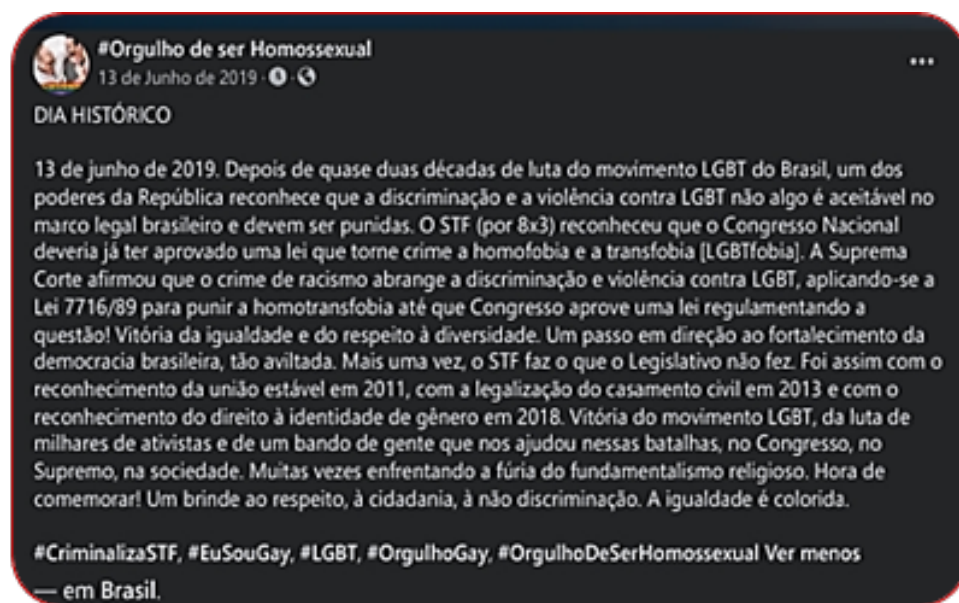 #Orgulho de ser Homossexual
13 de Junho de 2019 ·
DIA HISTÓRICO
13 de junho de 2019. Depois de quase duas décadas de luta do movimento LGBT do Brasil, um dos
poderes da República reconhece que a discriminação e a violência contra LGBT não algo é aceitável no
marco legal brasileiro e devem ser punidas. O STF (por 8x3) reconheceu que o Congresso Nacional
deveria já ter aprovado uma lei que torne crime a homofobia e a transfobia [LGBTfobia]. A Suprema
Corte afirmou que o crime de racismo abrange a discriminação e violência contra LGBT, aplicando-se a
Lei 7716/89 para punir a homotransfobia até que Congresso aprove uma lei regulamentando a
questão! Vitória da igualdade e do respeito à diversidade. Um passo em direção ao fortalecimento da
democracia brasileira, tão aviltada. Mais uma vez, o STF faz o que o Legislativo não fez. Foi assim com o
reconhecimento da união estável em 2011, com a legalização do casamento civil em 2013 e com o
reconhecimento do direito à identidade de gênero em 2018. Vitória do movimento LGBT, da luta de
milhares de ativistas e de um bando de gente que nos ajudou nessas batalhas, no Congresso, no
Supremo, na sociedade. Muitas vezes enfrentando a fúria do fundamentalismo religioso. Hora de
comemorar! Um brinde ao respeito, à cidadania, à não discriminação. A igualdade é colorida.
#CriminalizaSTF, #EuSouGay, #LGBT, #OrgulhoGay, #OrgulhoDeSerHomossexual Ver menos
— em Brasil.